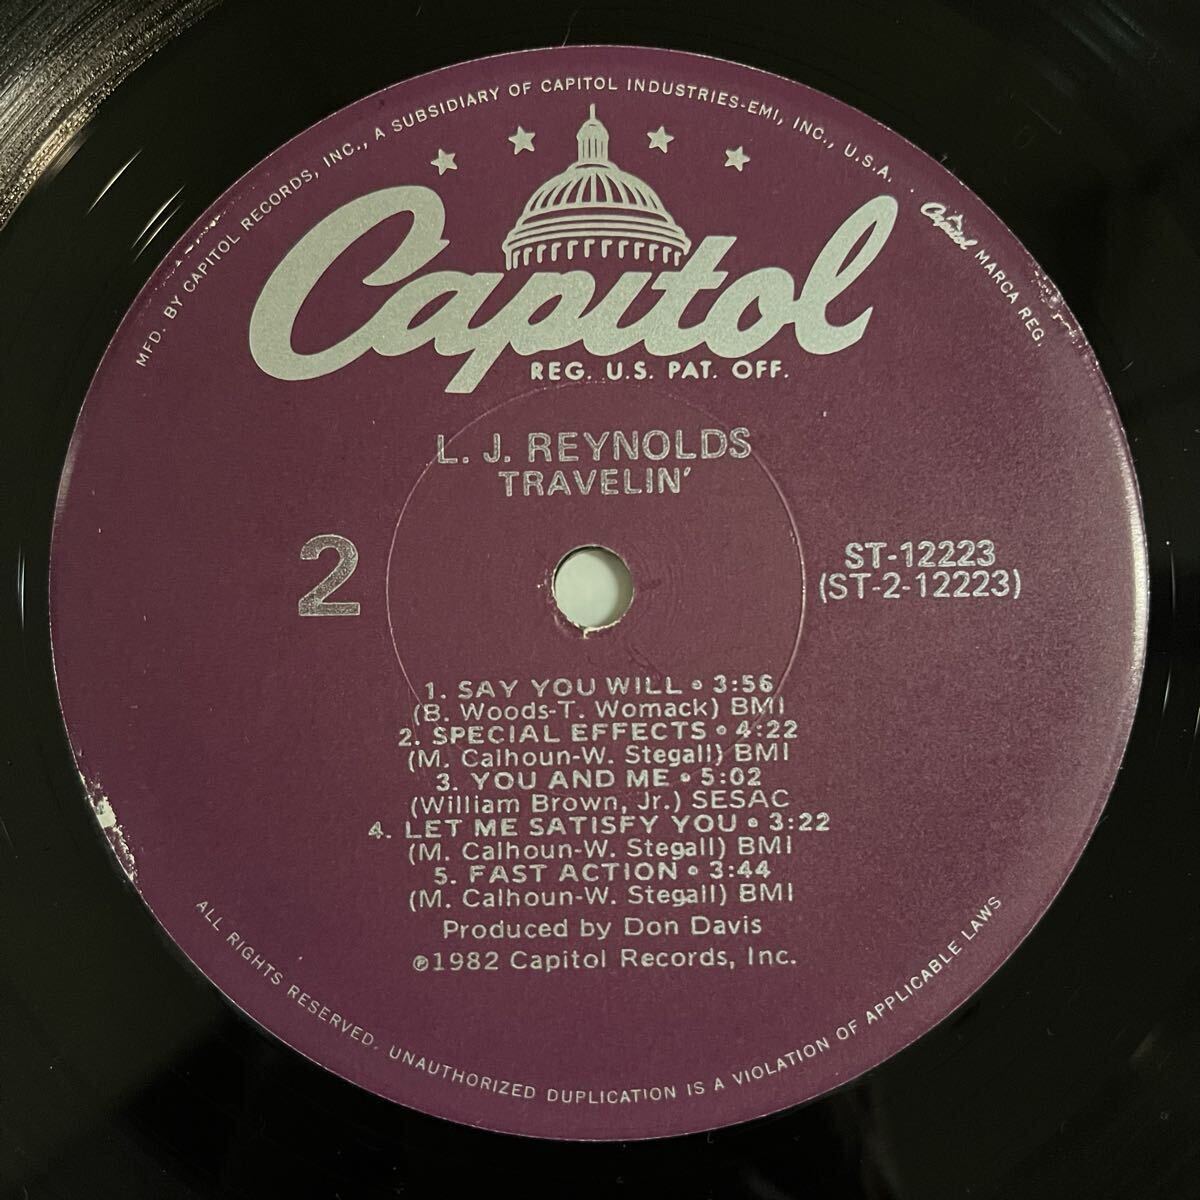 MFD. BY CAPITOL RECORDS, INC., A SUBSIDIARY OF CAPITOL INDUSTRIES-EMI, INC., U.S.A.
Capitol MARCA REG.
Capitol
REG. U.S. PAT. OFF.
L. J. REYNOLDS
TRAVELIN'
2
ST-12223
(ST-2-12223)
1. SAY YOU WILL • 3:56
(B. Woods-T. Womack) BMI
2. SPECIAL EFFECTS • 4:22
(M. Calhoun-W. Stegall) BMI
3. YOU AND ME • 5:02
(William Brown, Jr.) SESAC
4. LET ME SATISFY YOU • 3:22
(M. Calhoun-W. Stegall) BMI
5. FAST ACTION • 3:44
(M. Calhoun-W. Stegall) BMI
Produced by Don Davis
℗1982 Capitol Records, Inc.
ALL RIGHTS RESERVED. UNAUTHORIZED DUPLICATION IS A VIOLATION OF APPLICABLE LAWS